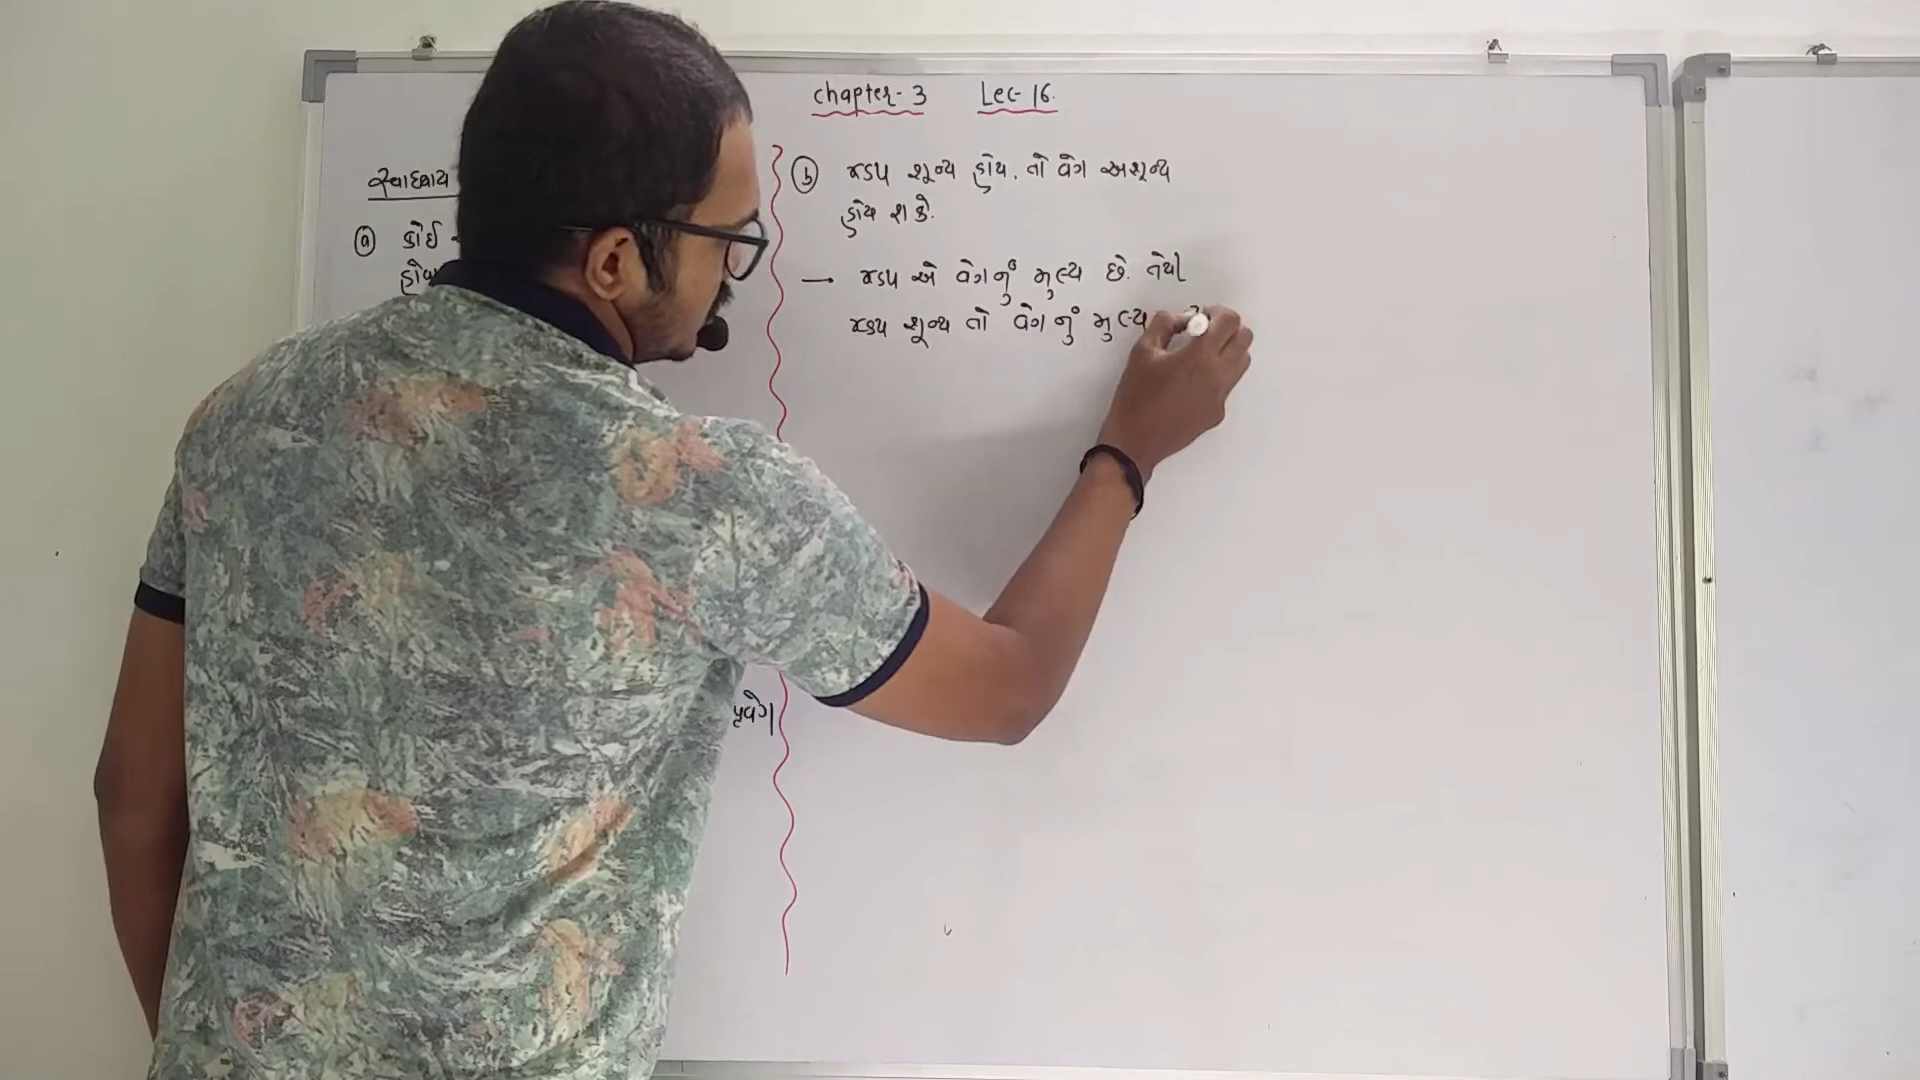 Chapter-3 Lec-16.
સ્વાધ્યાય
ⓐ કોઈ
પ્રવેગ
ⓑ ઝડપ શૂન્ય હોય, તો વેગ અશૂન્ય
હોય શકે.
→ ઝડપ એ વેગનું મુલ્ય છે. તેથી
ઝડપ શૂન્ય તો વેગનું મુલ્ય